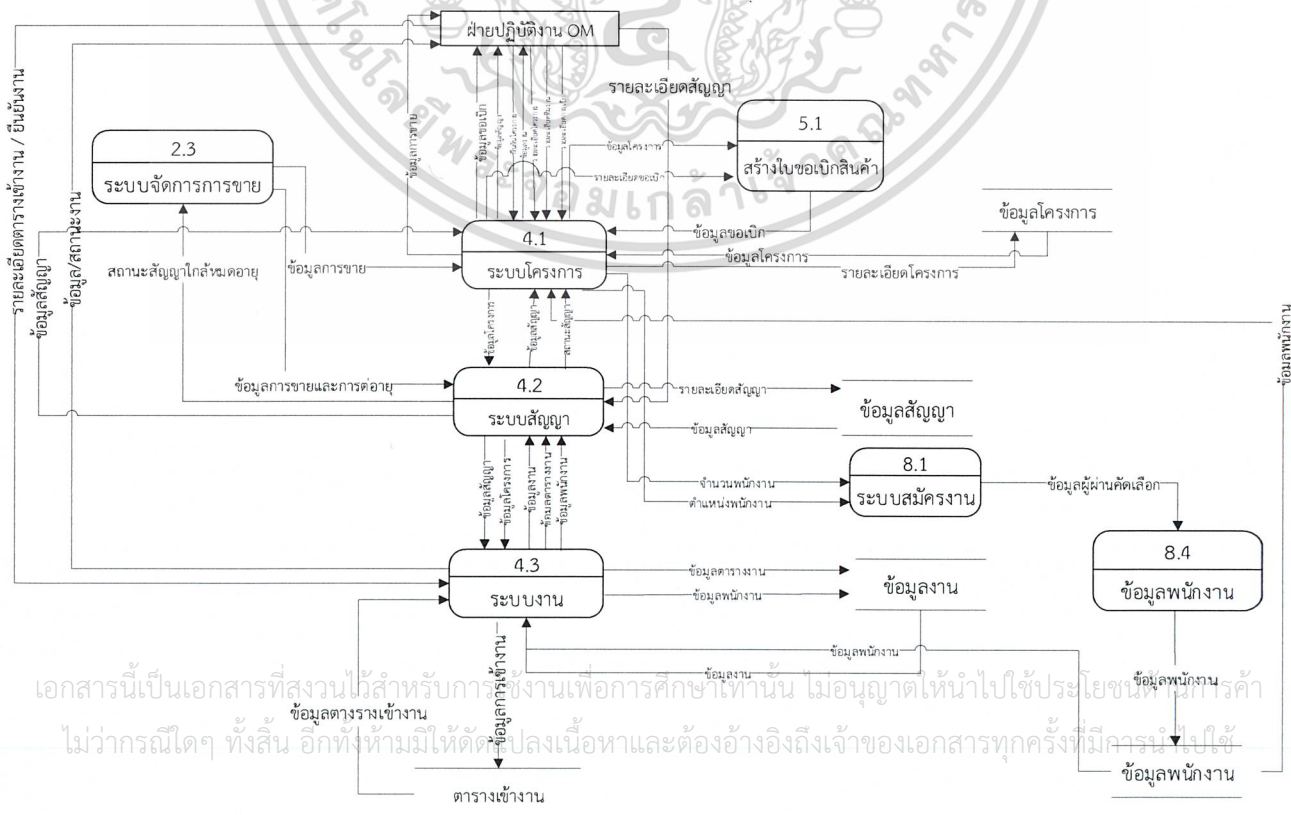 ฝ่ายปฏิบัติงาน OM
รายละเอียดสัญญา
5.1
สร้างใบขอเบิกสินค้า
2.3
ระบบจัดการการขาย
ข้อมูลการขาย
ข้อมูลขอเบิก
ข้อมูลโครงการ
รายละเอียดขอเบิก
ข้อมูลโครงการ
ข้อมูลขอเบิก
4.1
ระบบโครงการ
ข้อมูลโครงการ
รายละเอียดโครงการ
รายละเอียดตารางเข้างาน / ยืนยันงาน
ข้อมูลสัญญา
ข้อมูล/สถานะงาน
สถานะสัญญาใกล้หมดอายุ
ข้อมูลการขาย
ข้อมูลโครงการ
ข้อมูลสัญญา
สถานะสัญญา
ข้อมูลพนักงาน
ข้อมูลการขายและการต่ออายุ
4.2
ระบบสัญญา
รายละเอียดสัญญา
ข้อมูลสัญญา
ข้อมูลสัญญา
8.1
ระบบสมัครงาน
จำนวนพนักงาน
ตำแหน่งพนักงาน
ข้อมูลผู้ผ่านคัดเลือก
ข้อมูลสัญญา
ข้อมูลโครงการ
ข้อมูลงาน
ข้อมูลพนักงาน
4.3
ระบบงาน
ข้อมูลตารางงาน
ข้อมูลพนักงาน
ข้อมูลงาน
8.4
ข้อมูลพนักงาน
ข้อมูลพนักงาน
ข้อมูลงาน
ข้อมูลพนักงาน
ข้อมูลการเข้างาน
ข้อมูลตางรางเข้างาน
เอกสารนี้เป็นเอกสารที่สงวนไว้สำหรับการใช้งานเพื่อการศึกษาเท่านั้น ไม่อนุญาตให้นำไปใช้ประโยชน์ด้านการค้า
ไม่ว่ากรณีใดๆ ทั้งสิ้น อีกทั้งห้ามมิให้ดัดแปลงเนื้อหาและต้องอ้างอิงถึงเจ้าของเอกสารทุกครั้งที่มีการนำไปใช้
ข้อมูลพนักงาน
ตารางเข้างาน